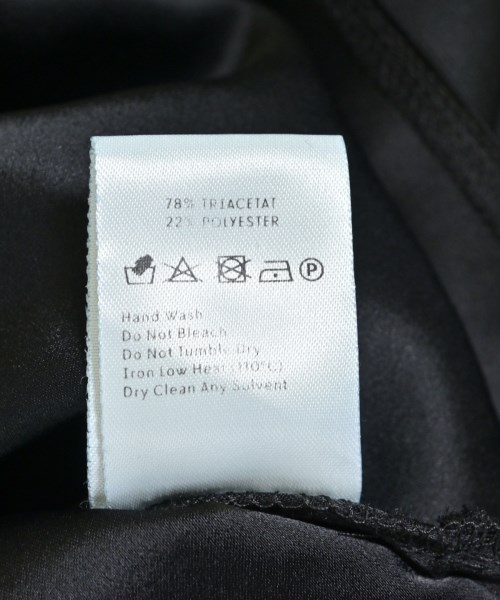 78% TRIACETAT
22% POLYESTER
P
Hand Wash
Do Not Bleach
Do Not Tumble Dry
Iron Low Heat (110°C)
Dry Clean Any Solvent